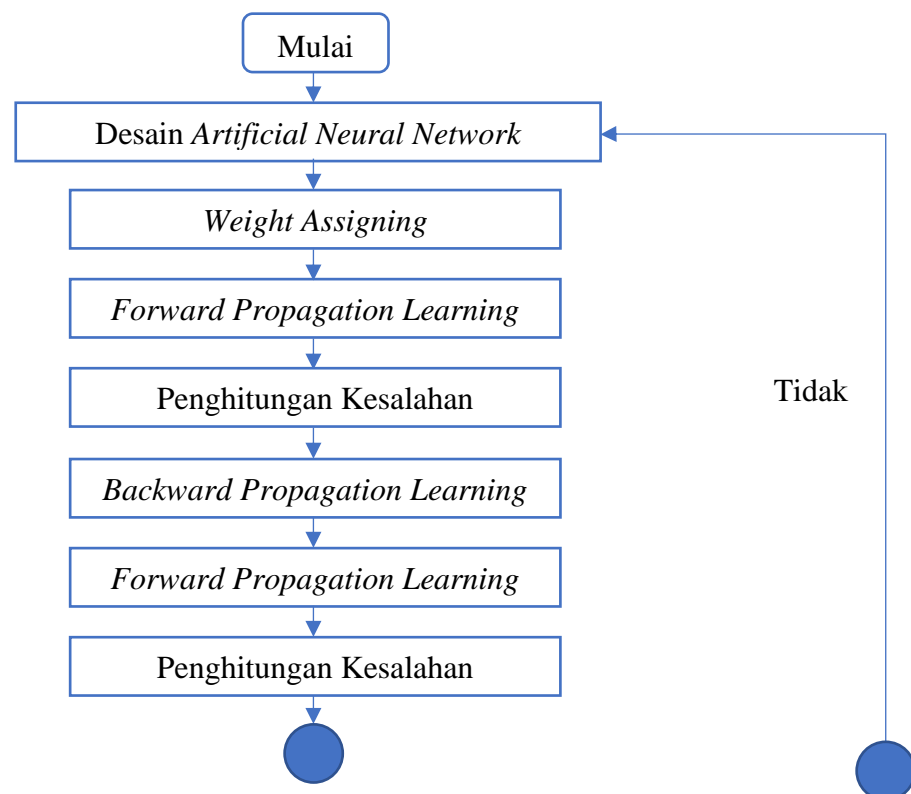 Mulai
Desain Artificial Neural Network
Weight Assigning
Forward Propagation Learning
Penghitungan Kesalahan
Tidak
Backward Propagation Learning
Forward Propagation Learning
Penghitungan Kesalahan